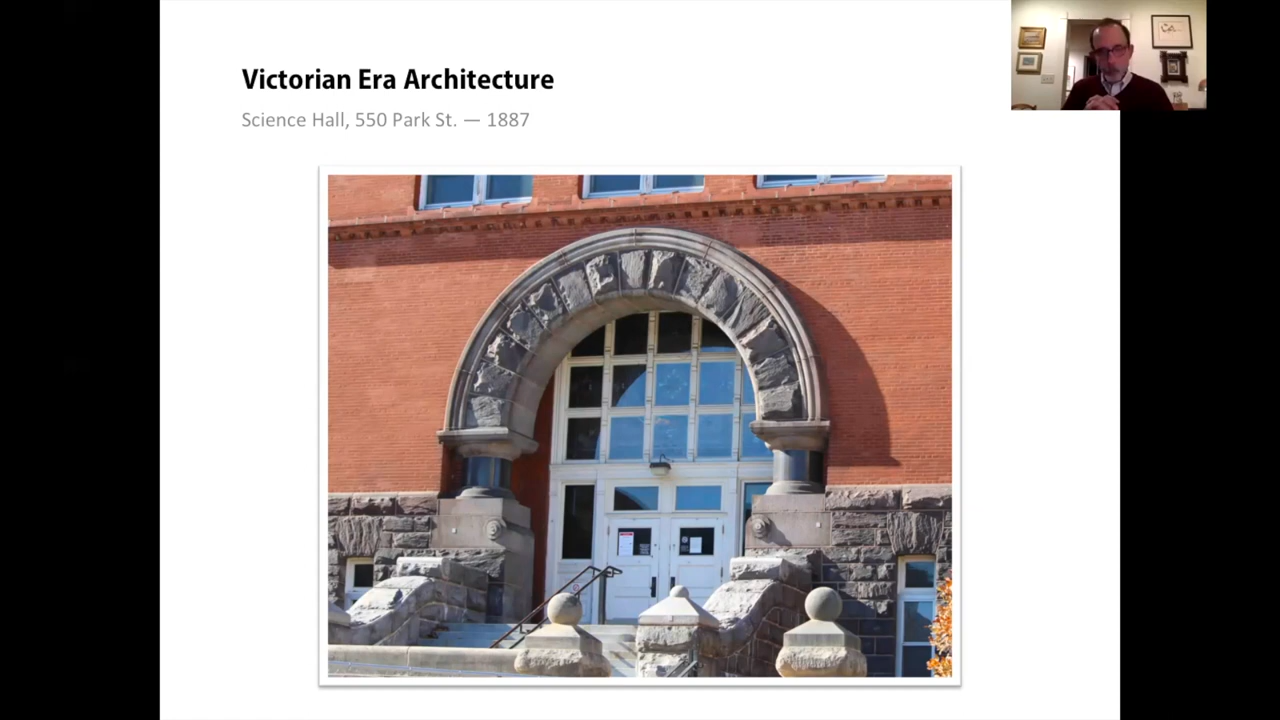 Victorian Era Architecture
Science Hall, 550 Park St. — 1887